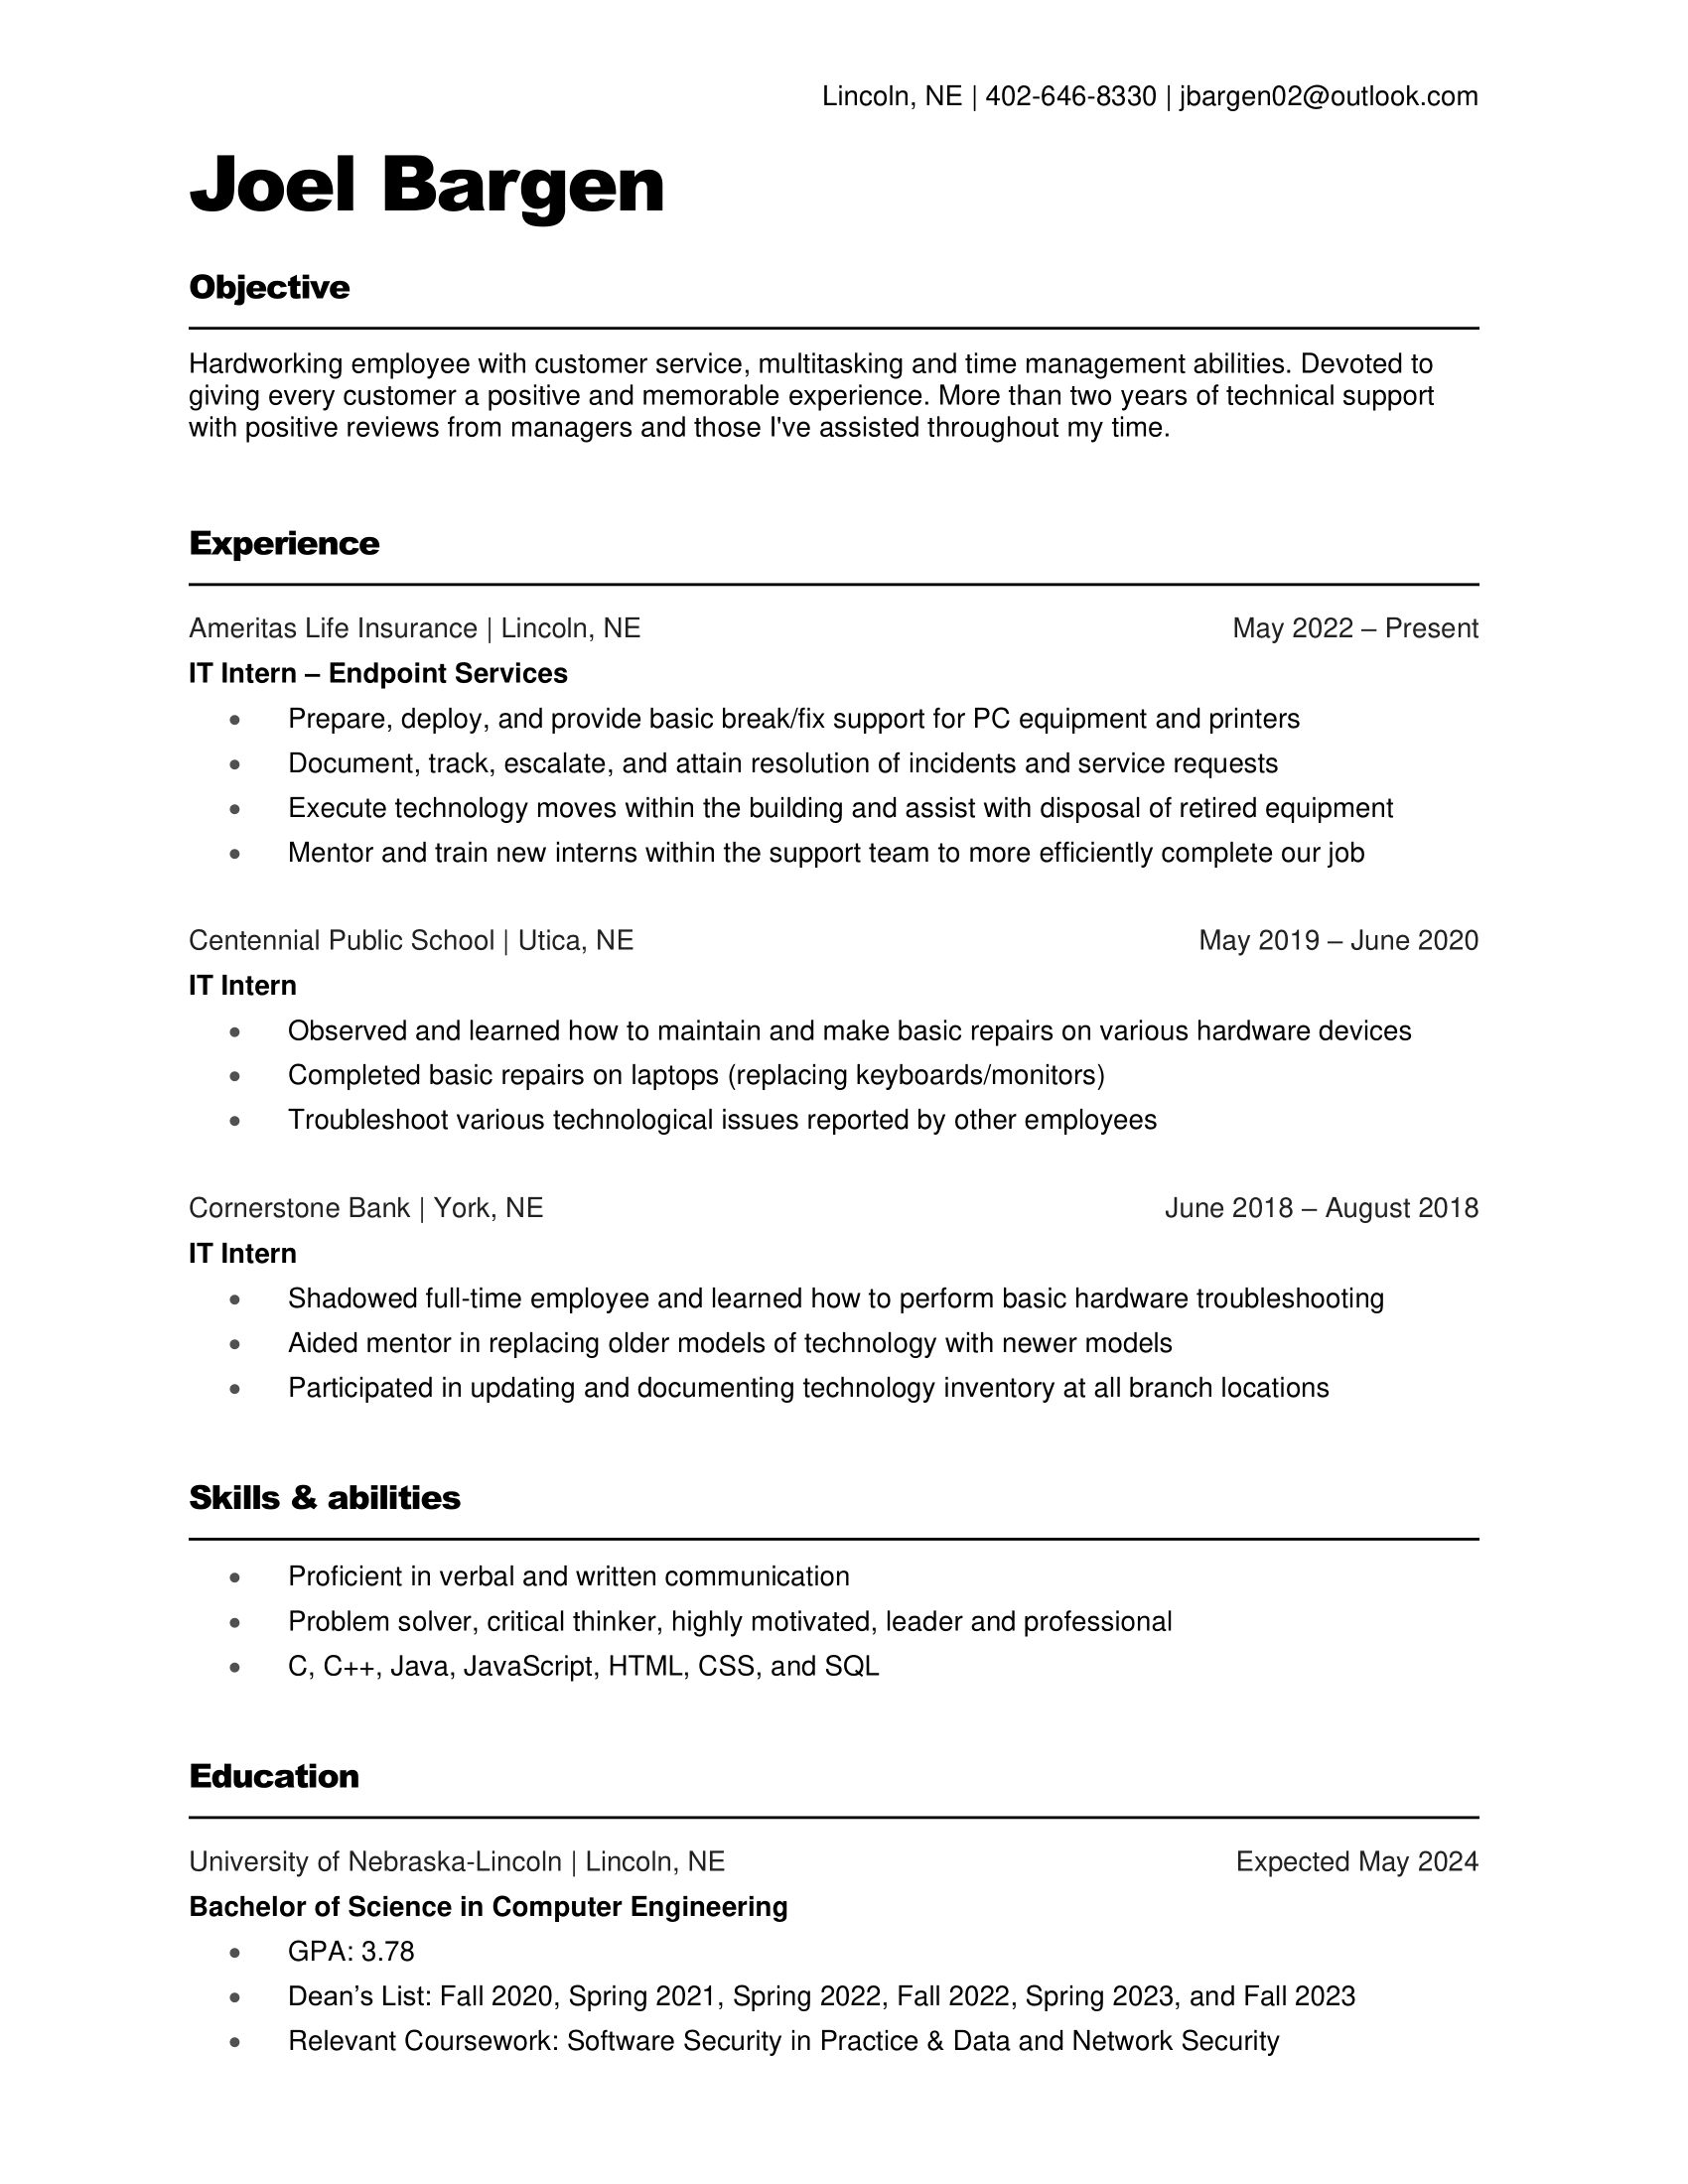 Lincoln, NE | 402-646-8330 | jbargen02@outlook.com
Joel Bargen
Objective
Hardworking employee with customer service, multitasking and time management abilities. Devoted to
giving every customer a positive and memorable experience. More than two years of technical support
with positive reviews from managers and those I've assisted throughout my time.
Experience
Ameritas Life Insurance | Lincoln, NE May 2022 – Present
IT Intern – Endpoint Services
• Prepare, deploy, and provide basic break/fix support for PC equipment and printers
• Document, track, escalate, and attain resolution of incidents and service requests
• Execute technology moves within the building and assist with disposal of retired equipment
• Mentor and train new interns within the support team to more efficiently complete our job
Centennial Public School | Utica, NE May 2019 – June 2020
IT Intern
• Observed and learned how to maintain and make basic repairs on various hardware devices
• Completed basic repairs on laptops (replacing keyboards/monitors)
• Troubleshoot various technological issues reported by other employees
Cornerstone Bank | York, NE June 2018 – August 2018
IT Intern
• Shadowed full-time employee and learned how to perform basic hardware troubleshooting
• Aided mentor in replacing older models of technology with newer models
• Participated in updating and documenting technology inventory at all branch locations
Skills & abilities
• Proficient in verbal and written communication
• Problem solver, critical thinker, highly motivated, leader and professional
• C, C++, Java, JavaScript, HTML, CSS, and SQL
Education
University of Nebraska-Lincoln | Lincoln, NE Expected May 2024
Bachelor of Science in Computer Engineering
• GPA: 3.78
• Dean’s List: Fall 2020, Spring 2021, Spring 2022, Fall 2022, Spring 2023, and Fall 2023
• Relevant Coursework: Software Security in Practice & Data and Network Security